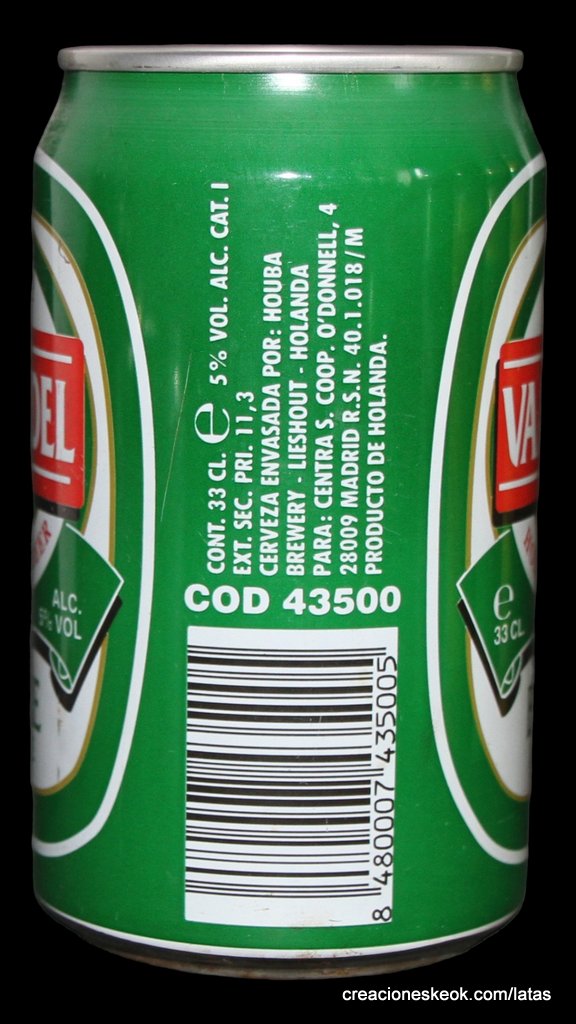 CONT. 33 CL. e 5% VOL. ALC. CAT. I
EXT. SEC. PRI. 11,3
CERVEZA ENVASADA POR: HOUBA
BREWERY - LIESHOUT - HOLANDA
PARA: CENTRA S. COOP. O'DONNELL, 4
28009 MADRID R.S.N. 40.1.018/M
PRODUCTO DE HOLANDA.
COD 43500
8 480007 435005
DEL
ALC.
5% VOL
VA
e
33 CL.
creacioneskeok.com/latas